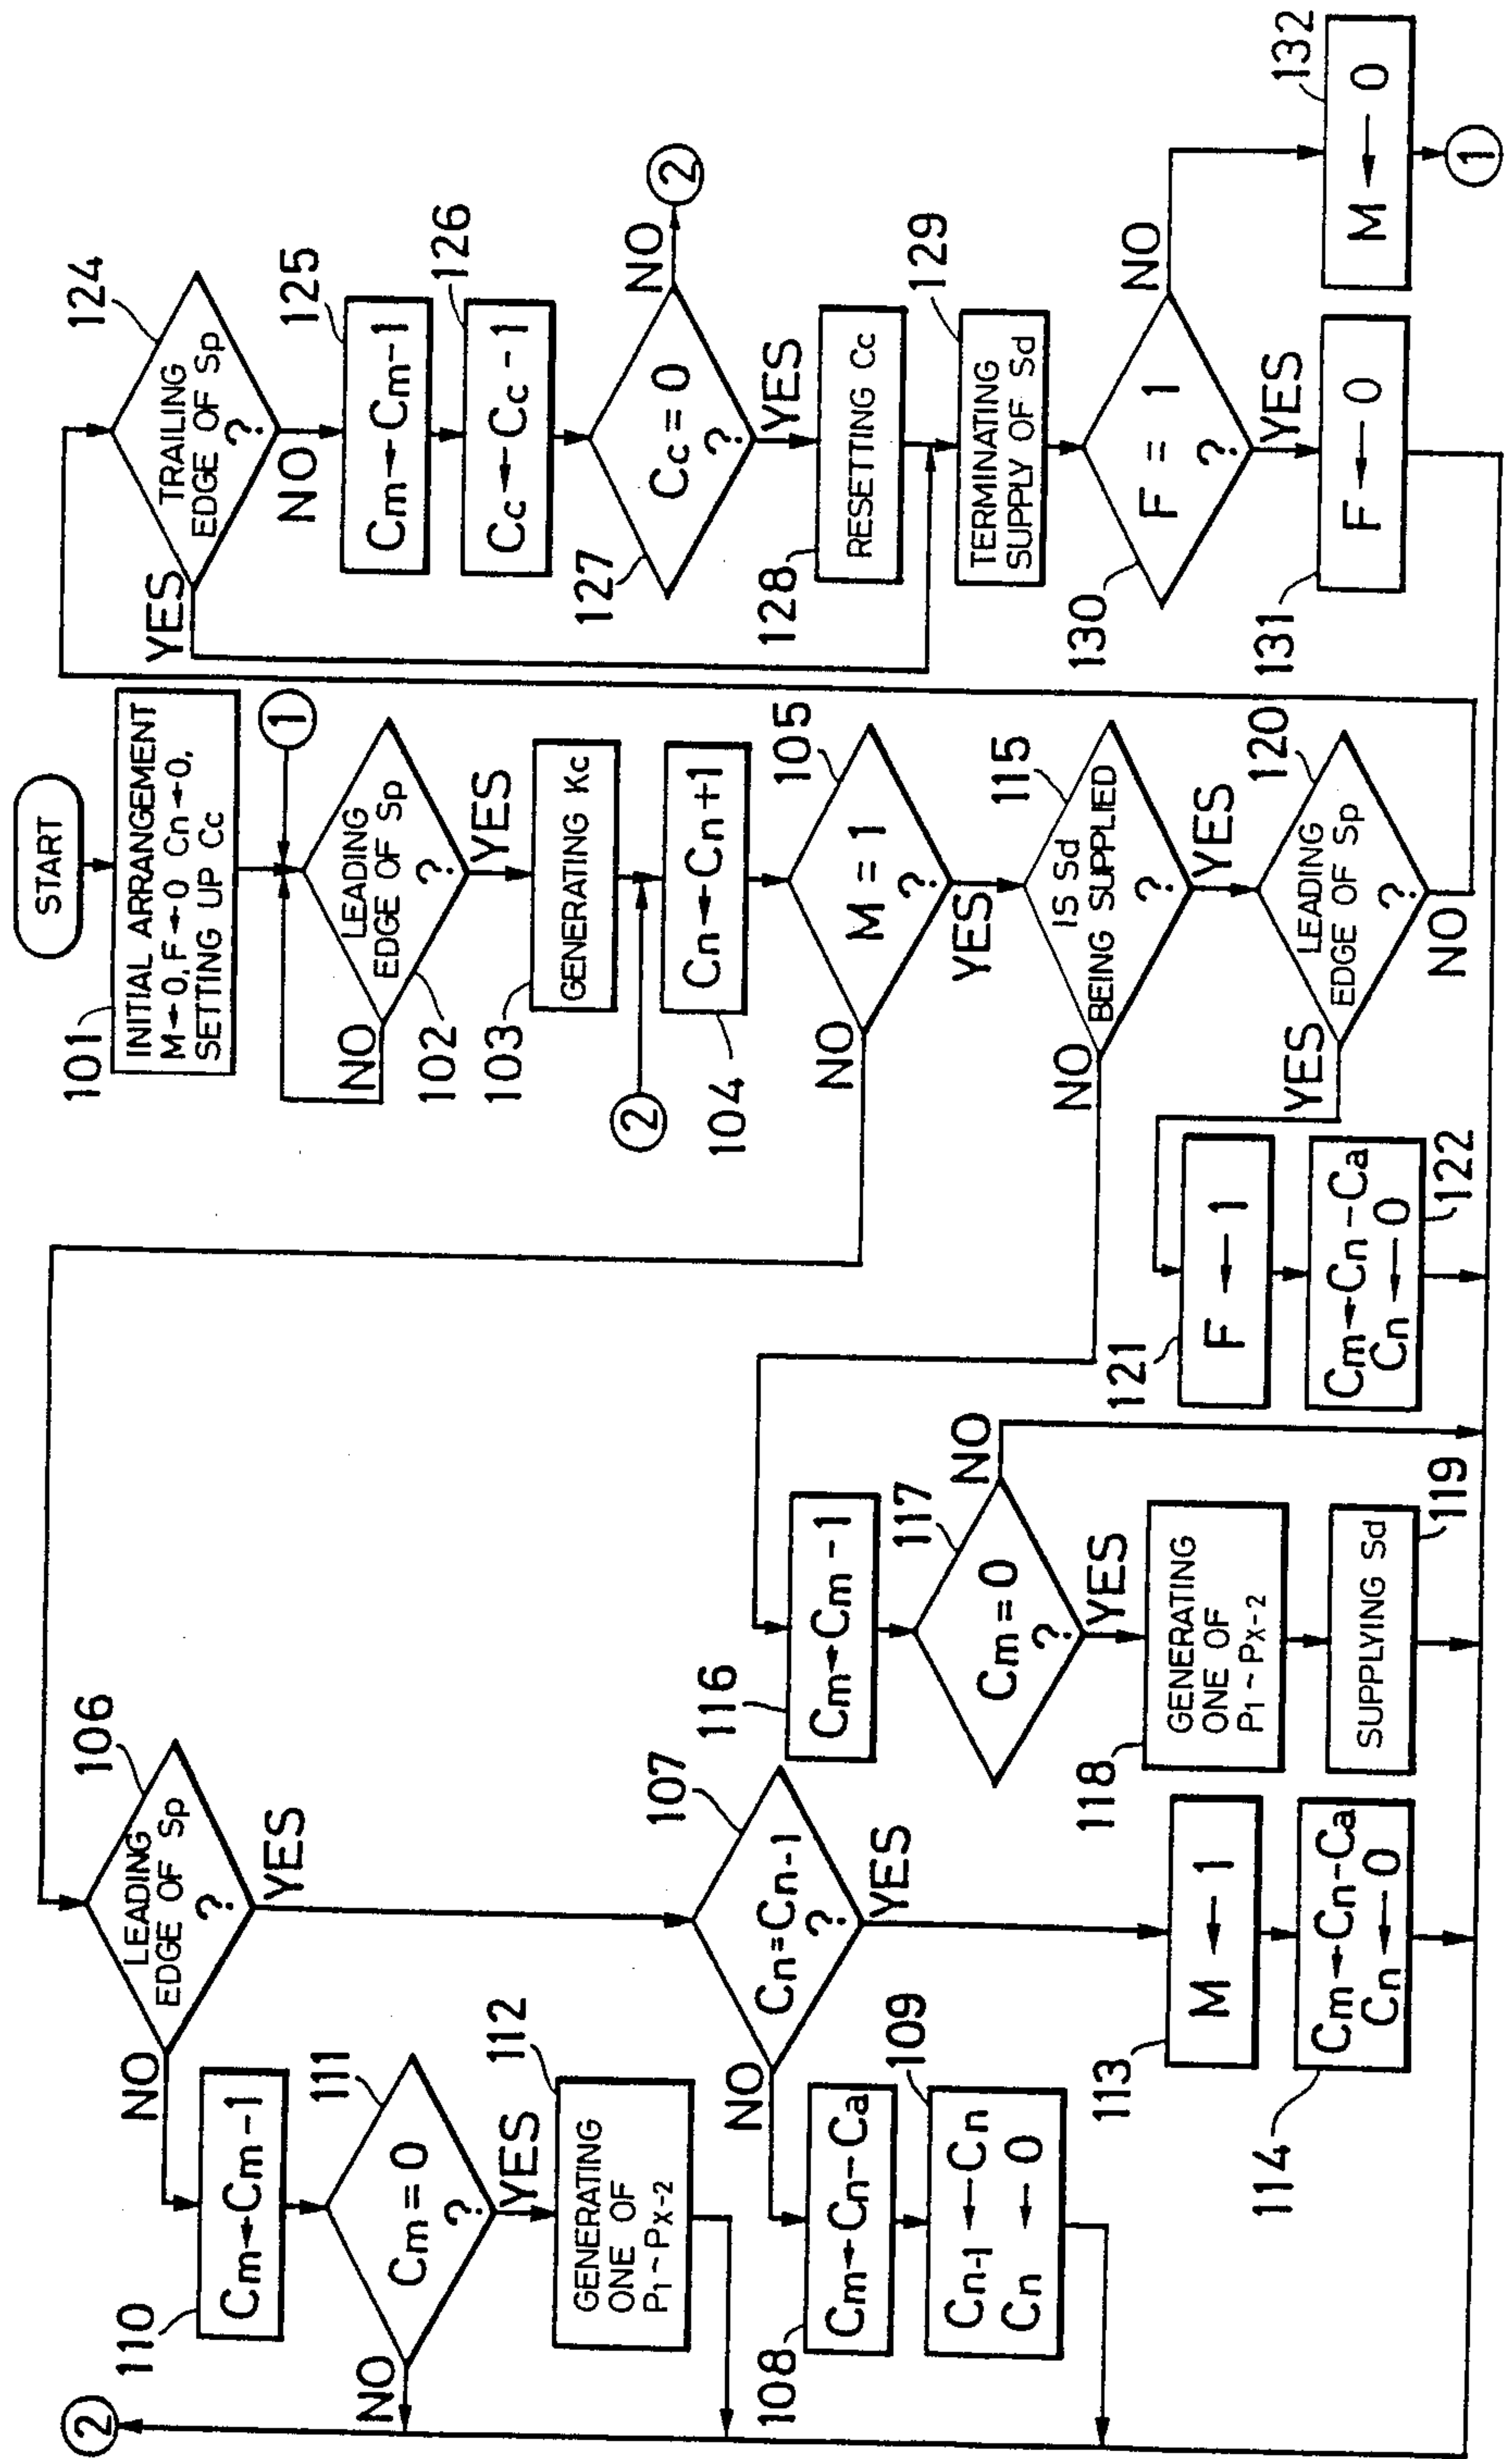 START
101
INITIAL ARRANGEMENT
M←0, F←0 Cn←0,
SETTING UP Cc
1
LEADING
EDGE OF Sp
?
102
NO
YES
103
GENERATING Kc
2
104
Cn←Cn+1
105
M = 1
?
NO
YES
115
IS Sd
BEING SUPPLIED
?
NO
YES
120
LEADING
EDGE OF Sp
?
YES
NO
106
LEADING
EDGE OF Sp
?
NO
YES
110
Cm←Cm-1
111
Cm = 0
?
NO
YES
112
GENERATING
ONE OF
P1~Px-2
2
107
Cn=Cn-1
?
NO
YES
108
Cm←Cn-Ca
109
Cn-1←Cn
Cn ← 0
113
M ← 1
114
Cm←Cn-Ca
Cn ← 0
116
Cm←Cm-1
117
Cm = 0
?
NO
YES
118
GENERATING
ONE OF
P1~Px-2
119
SUPPLYING Sd
121
F ← 1
122
Cm←Cn-Ca
Cn ← 0
124
TRAILING
EDGE OF Sp
?
YES
NO
125
Cm←Cm-1
126
Cc←Cc-1
127
Cc = 0
?
NO
2
YES
128
RESETTING Cc
129
TERMINATING
SUPPLY OF Sd
130
F = 1
?
NO
YES
131
F ← 0
132
M ← 0
1